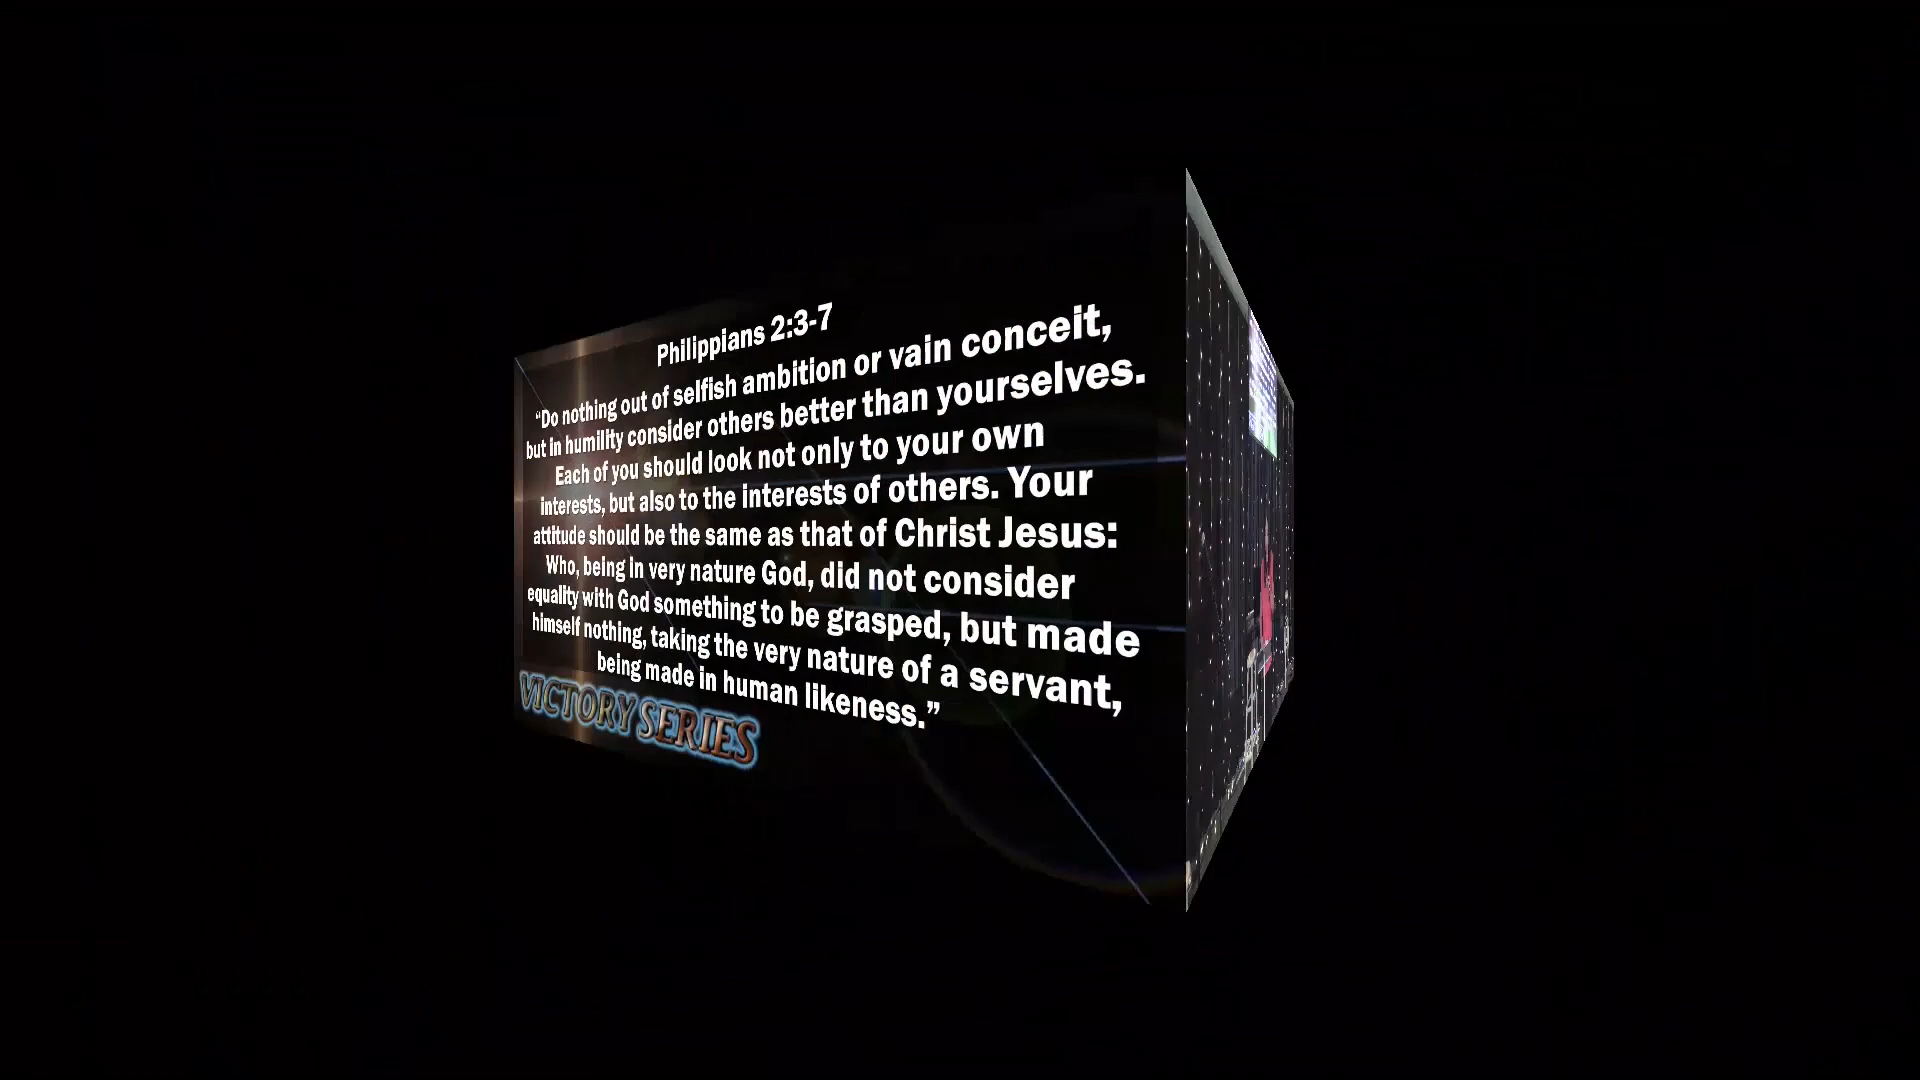 Philippians 2:3-7
“Do nothing out of selfish ambition or vain conceit,
but in humility consider others better than yourselves.
Each of you should look not only to your own
interests, but also to the interests of others. Your
attitude should be the same as that of Christ Jesus:
Who, being in very nature God, did not consider
equality with God something to be grasped, but made
himself nothing, taking the very nature of a servant,
being made in human likeness.”
VICTORY SERIES